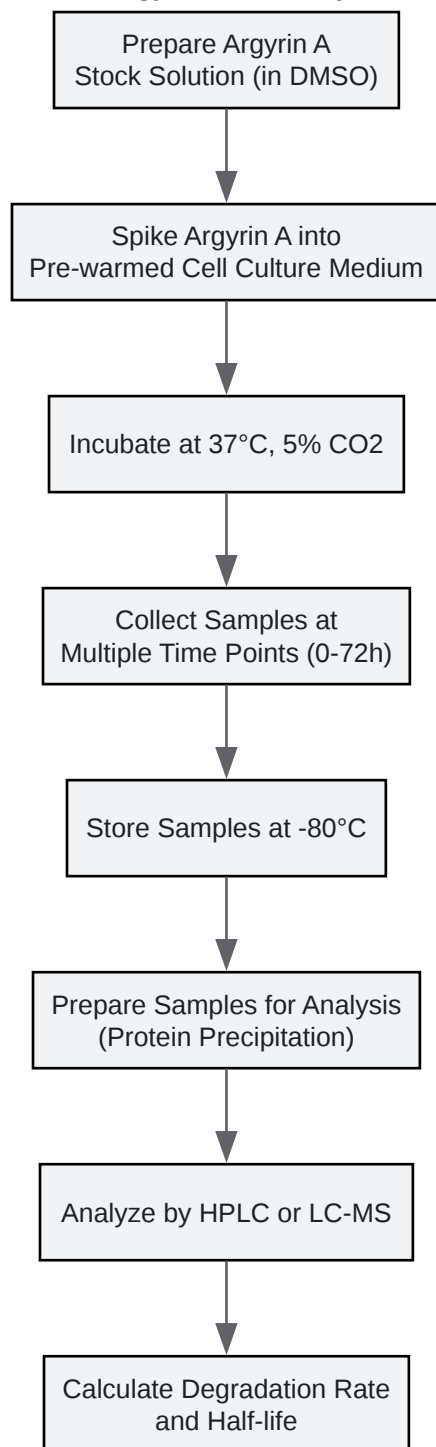 Prepare Argyrin A
Stock Solution (in DMSO)
Spike Argyrin A into
Pre-warmed Cell Culture Medium
Incubate at 37°C, 5% CO2
Collect Samples at
Multiple Time Points (0-72h)
Store Samples at -80°C
Prepare Samples for Analysis
(Protein Precipitation)
Analyze by HPLC or LC-MS
Calculate Degradation Rate
and Half-life